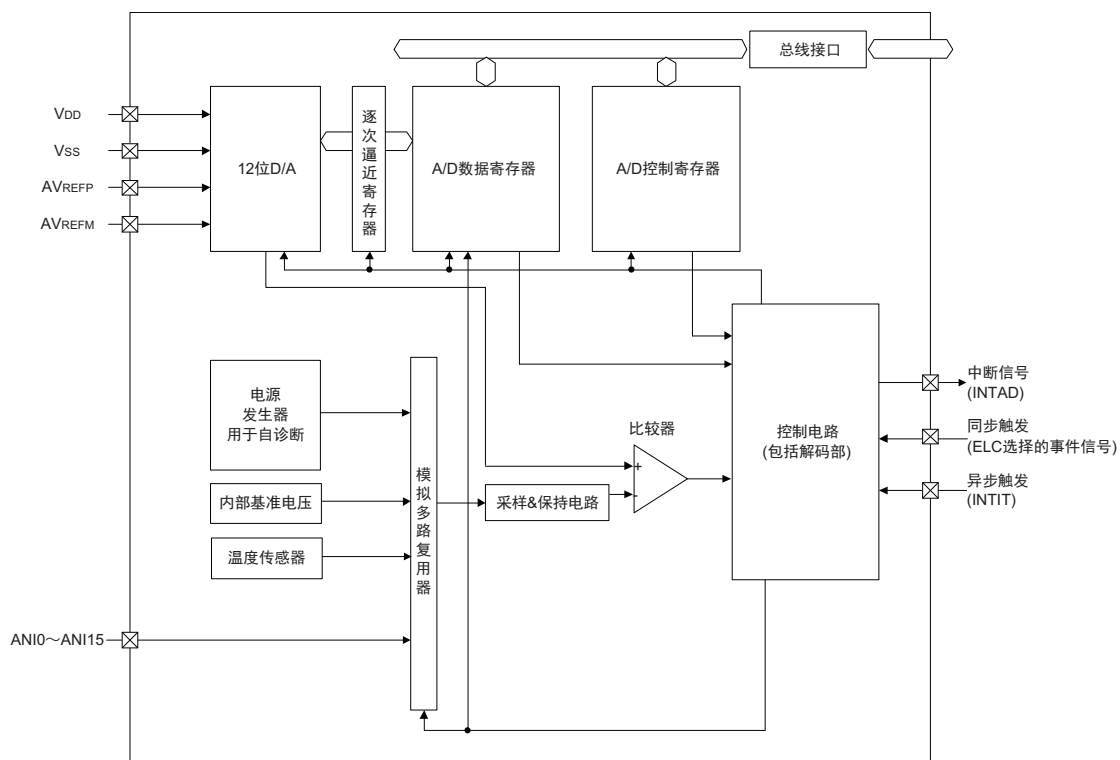 总线接口
VDD
VSS
AVREFP
AVREFM
12位D/A
逐次逼近寄存器
A/D数据寄存器
A/D控制寄存器
电源
发生器
用于自诊断
内部基准电压
温度传感器
ANI0～ANI15
模拟多路复用器
采样&保持电路
比较器
+
-
控制电路
(包括解码部)
中断信号
(INTAD)
同步触发
(ELC选择的事件信号)
异步触发
(INTIT)